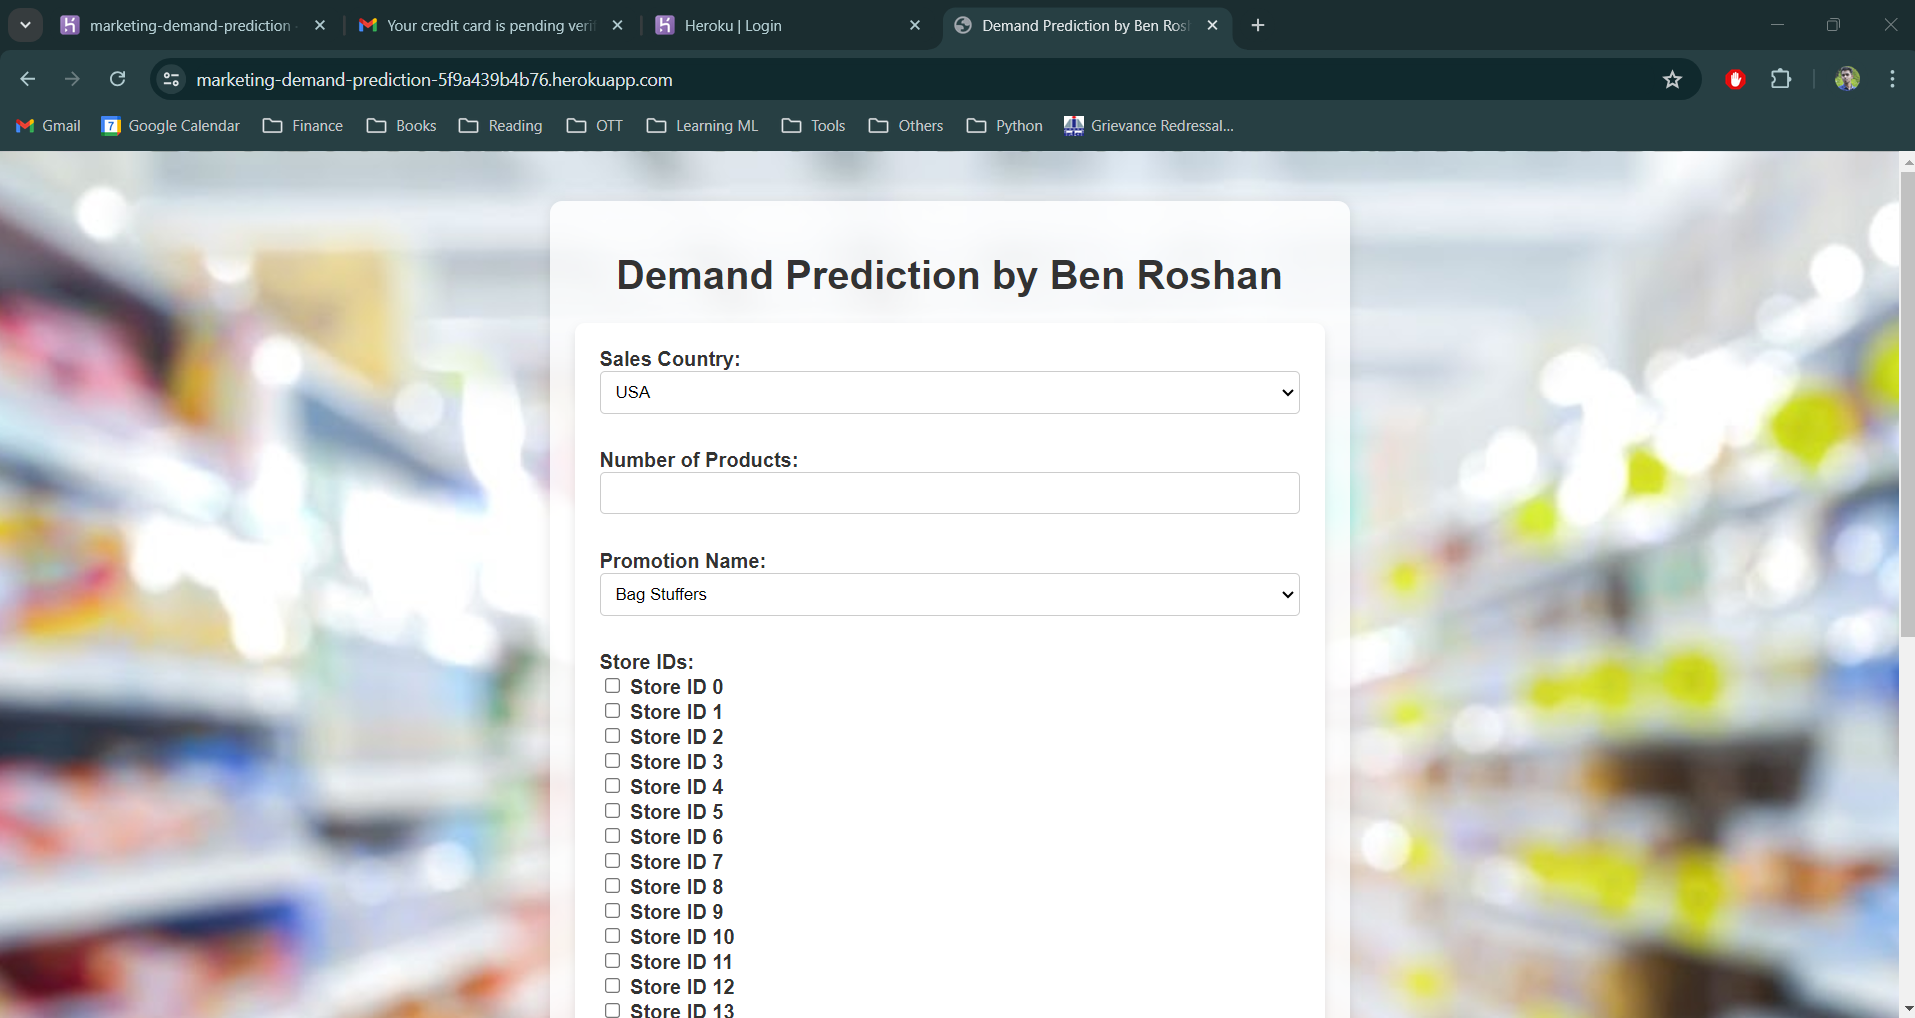 marketing-demand-prediction
Your credit card is pending verif
Heroku | Login
Demand Prediction by Ben Rosh
marketing-demand-prediction-5f9a439b4b76.herokuapp.com
Gmail
7
Google Calendar
Finance
Books
Reading
OTT
Learning ML
Tools
Others
Python
Grievance Redressal...
Demand Prediction by Ben Roshan
Sales Country:
USA
Number of Products:
Promotion Name:
Bag Stuffers
Store IDs:
Store ID 0
Store ID 1
Store ID 2
Store ID 3
Store ID 4
Store ID 5
Store ID 6
Store ID 7
Store ID 8
Store ID 9
Store ID 10
Store ID 11
Store ID 12
Store ID 13